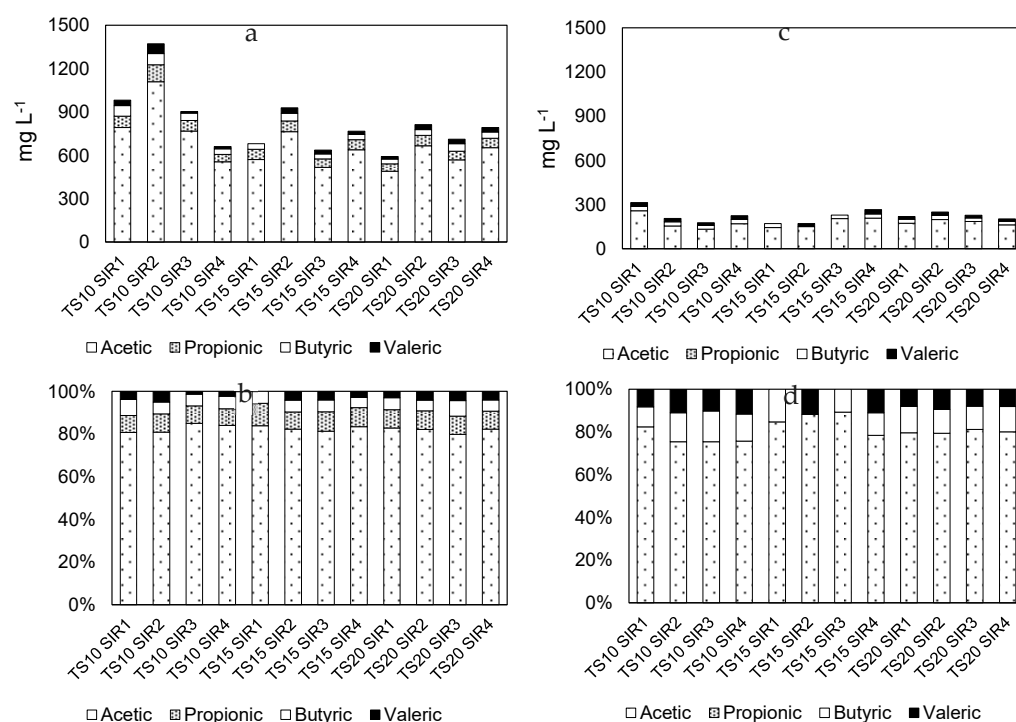 a
1500
1200
900
600
300
0
mg L-1
TS10 SIR1
TS10 SIR2
TS10 SIR3
TS10 SIR4
TS15 SIR1
TS15 SIR2
TS15 SIR3
TS15 SIR4
TS20 SIR1
TS20 SIR2
TS20 SIR3
TS20 SIR4
Acetic Propionic Butyric Valeric
c
1500
1200
900
600
300
0
mg L-1
TS10 SIR1
TS10 SIR2
TS10 SIR3
TS10 SIR4
TS15 SIR1
TS15 SIR2
TS15 SIR3
TS15 SIR4
TS20 SIR1
TS20 SIR2
TS20 SIR3
TS20 SIR4
Acetic Propionic Butyric Valeric
b
100%
80%
60%
40%
20%
0%
TS10 SIR1
TS10 SIR2
TS10 SIR3
TS10 SIR4
TS15 SIR1
TS15 SIR2
TS15 SIR3
TS15 SIR4
TS20 SIR1
TS20 SIR2
TS20 SIR3
TS20 SIR4
Acetic Propionic Butyric Valeric
d
100%
80%
60%
40%
20%
0%
TS10 SIR1
TS10 SIR2
TS10 SIR3
TS10 SIR4
TS15 SIR1
TS15 SIR2
TS15 SIR3
TS15 SIR4
TS20 SIR1
TS20 SIR2
TS20 SIR3
TS20 SIR4
Acetic Propionic Butyric Valeric